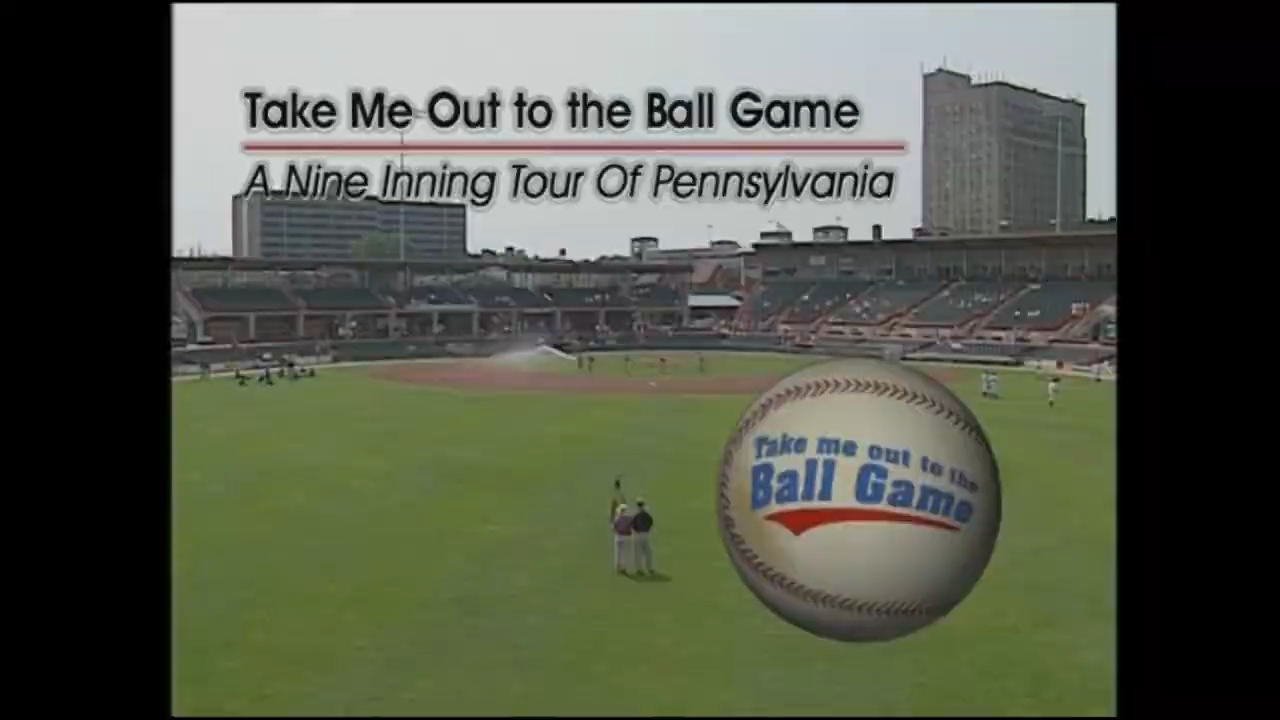 Take Me Out to the Ball Game
A Nine Inning Tour Of Pennsylvania
Take me out to the
Ball Game